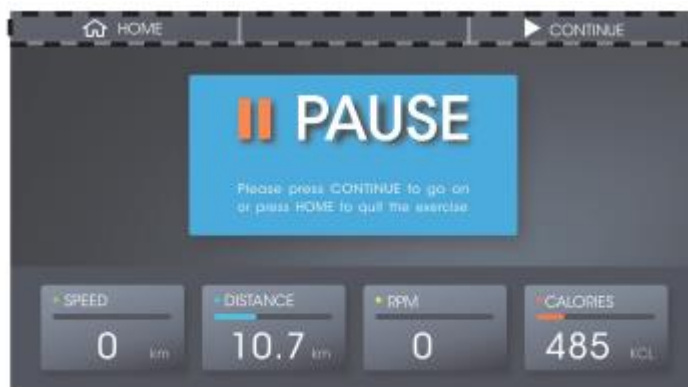 HOME
CONTINUE
PAUSE
Please press CONTINUE to go on
or press HOME to quit the exercise
SPEED
DISTANCE
RPM
CALORIES
0 km
10.7 km
0
485 KCL